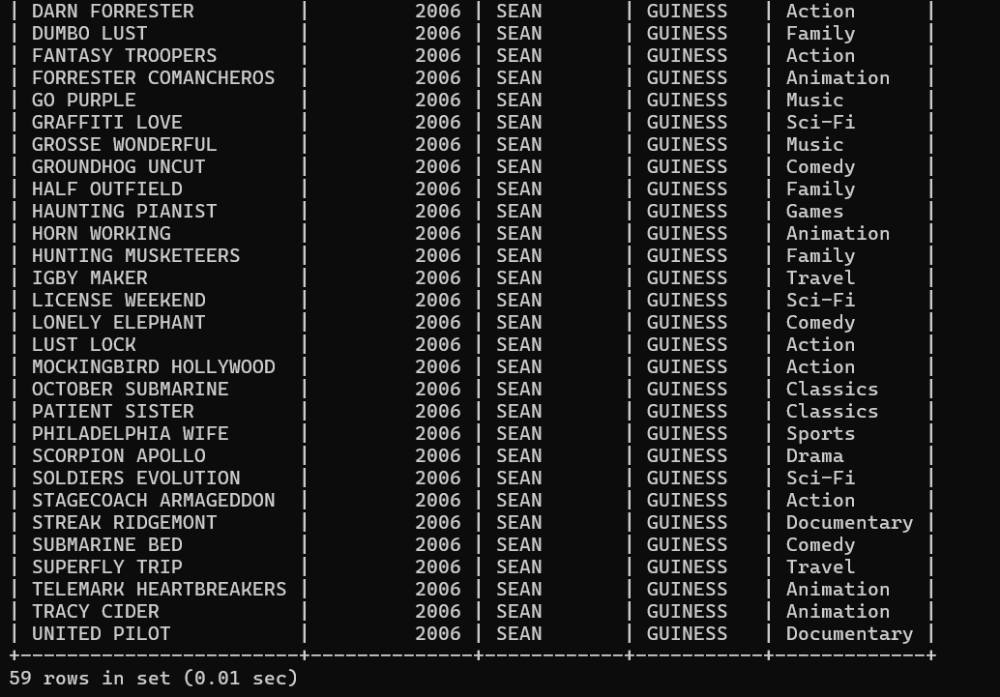 | DARN FORRESTER         |         2006 | SEAN       | GUINESS   | Action      |
| DUMBO LUST             |         2006 | SEAN       | GUINESS   | Family      |
| FANTASY TROOPERS       |         2006 | SEAN       | GUINESS   | Action      |
| FORRESTER COMANCHEROS  |         2006 | SEAN       | GUINESS   | Animation   |
| GO PURPLE              |         2006 | SEAN       | GUINESS   | Music       |
| GRAFFITI LOVE          |         2006 | SEAN       | GUINESS   | Sci-Fi      |
| GROSSE WONDERFUL       |         2006 | SEAN       | GUINESS   | Music       |
| GROUNDHOG UNCUT        |         2006 | SEAN       | GUINESS   | Comedy      |
| HALF OUTFIELD          |         2006 | SEAN       | GUINESS   | Family      |
| HAUNTING PIANIST       |         2006 | SEAN       | GUINESS   | Games       |
| HORN WORKING           |         2006 | SEAN       | GUINESS   | Animation   |
| HUNTING MUSKETEERS     |         2006 | SEAN       | GUINESS   | Family      |
| IGBY MAKER             |         2006 | SEAN       | GUINESS   | Travel      |
| LICENSE WEEKEND        |         2006 | SEAN       | GUINESS   | Sci-Fi      |
| LONELY ELEPHANT        |         2006 | SEAN       | GUINESS   | Comedy      |
| LUST LOCK              |         2006 | SEAN       | GUINESS   | Action      |
| MOCKINGBIRD HOLLYWOOD  |         2006 | SEAN       | GUINESS   | Action      |
| OCTOBER SUBMARINE      |         2006 | SEAN       | GUINESS   | Classics    |
| PATIENT SISTER         |         2006 | SEAN       | GUINESS   | Classics    |
| PHILADELPHIA WIFE      |         2006 | SEAN       | GUINESS   | Sports      |
| SCORPION APOLLO        |         2006 | SEAN       | GUINESS   | Drama       |
| SOLDIERS EVOLUTION     |         2006 | SEAN       | GUINESS   | Sci-Fi      |
| STAGECOACH ARMAGEDDON  |         2006 | SEAN       | GUINESS   | Action      |
| STREAK RIDGEMONT       |         2006 | SEAN       | GUINESS   | Documentary |
| SUBMARINE BED          |         2006 | SEAN       | GUINESS   | Comedy      |
| SUPERFLY TRIP          |         2006 | SEAN       | GUINESS   | Travel      |
| TELEMARK HEARTBREAKERS |         2006 | SEAN       | GUINESS   | Animation   |
| TRACY CIDER            |         2006 | SEAN       | GUINESS   | Animation   |
| UNITED PILOT           |         2006 | SEAN       | GUINESS   | Documentary |
+------------------------+--------------+------------+-----------+-------------+
59 rows in set (0.01 sec)